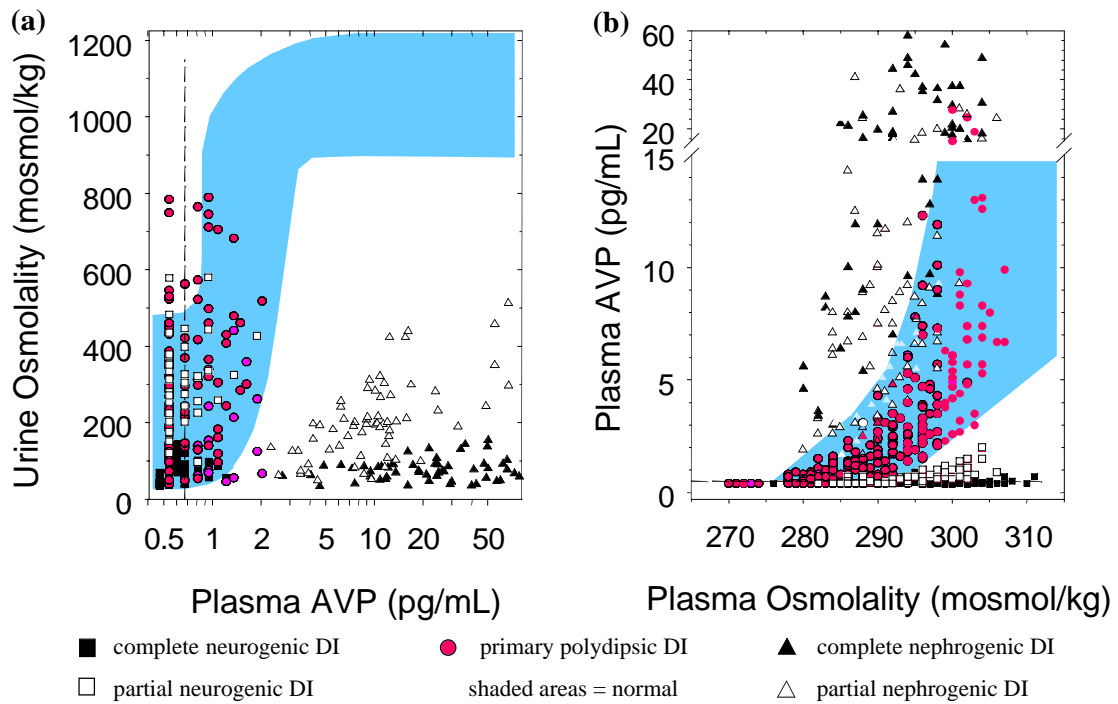 (a)
Urine Osmolality (mosmol/kg)
1200
1000
800
600
400
200
0
0.5 1 2 5 10 20 50
Plasma AVP (pg/mL)
(b)
Plasma AVP (pg/mL)
60
40
20
15
10
5
0
270 280 290 300 310
Plasma Osmolality (mosmol/kg)
complete neurogenic DI
primary polydipsic DI
complete nephrogenic DI
partial neurogenic DI
shaded areas = normal
partial nephrogenic DI